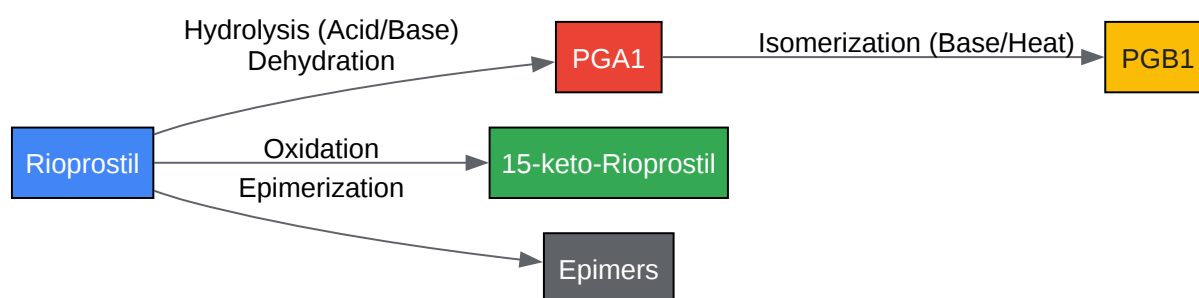 Hydrolysis (Acid/Base)
Dehydration
PGA1
Isomerization (Base/Heat)
PGB1
Rioprostil
Oxidation
15-keto-Rioprostil
Epimerization
Epimers